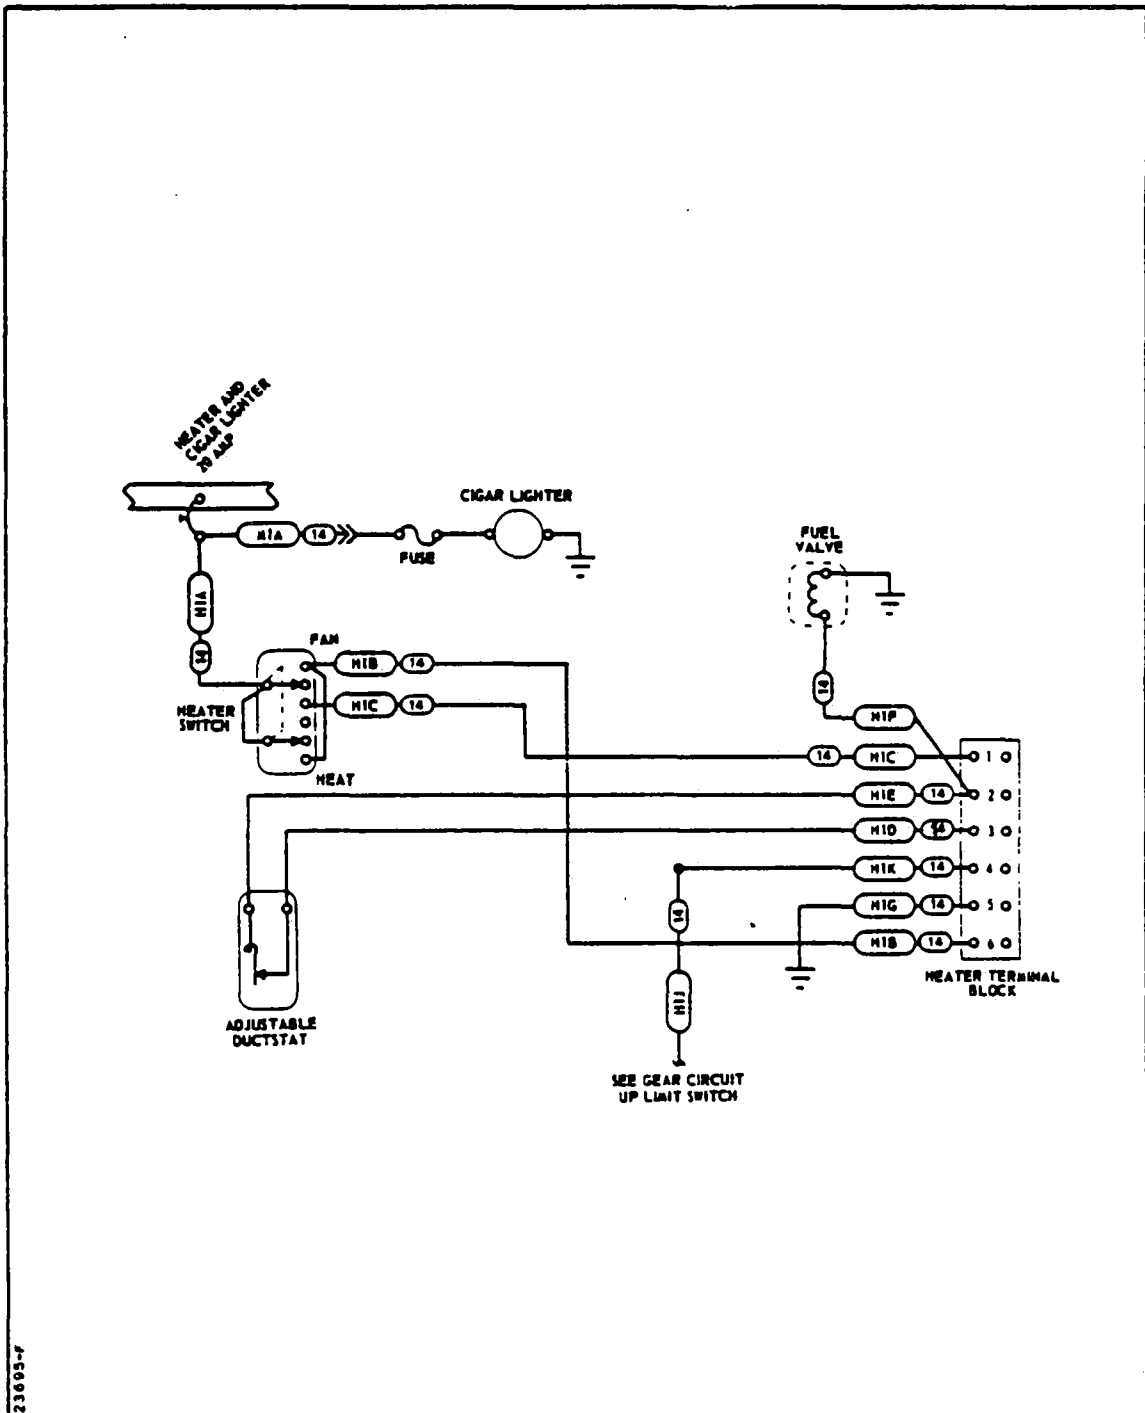 HEATER AND
CIGAR LIGHTER
20 AMP
CIGAR LIGHTER
H1A
14
FUSE
FUEL
VALVE
H1A
14
FAN
H1B
14
HEATER
SWITCH
H1C
14
HEAT
14
H1F
14
H1C
1
H1E
14
2
H1D
14
3
H1K
14
4
14
H1G
14
5
H1B
14
6
HEATER TERMINAL
BLOCK
H1J
ADJUSTABLE
DUCTSTAT
SEE GEAR CIRCUIT
UP LIMIT SWITCH
23695-F